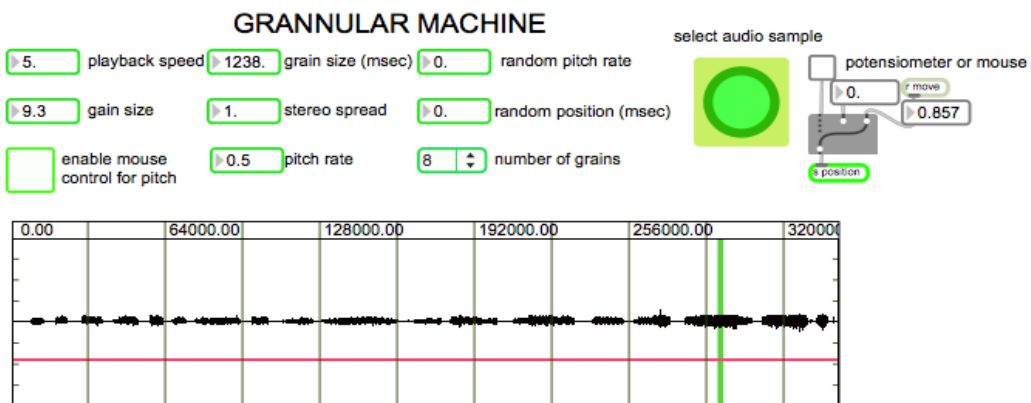 GRANNULAR MACHINE
select audio sample
5. playback speed 1238. grain size (msec) 0. random pitch rate
potensiometer or mouse
0. r move
9.3 gain size 1. stereo spread 0. random position (msec)
0.857
enable mouse
control for pitch
0.5 pitch rate 8 number of grains
s position
0.00 64000.00 128000.00 192000.00 256000.00 320000